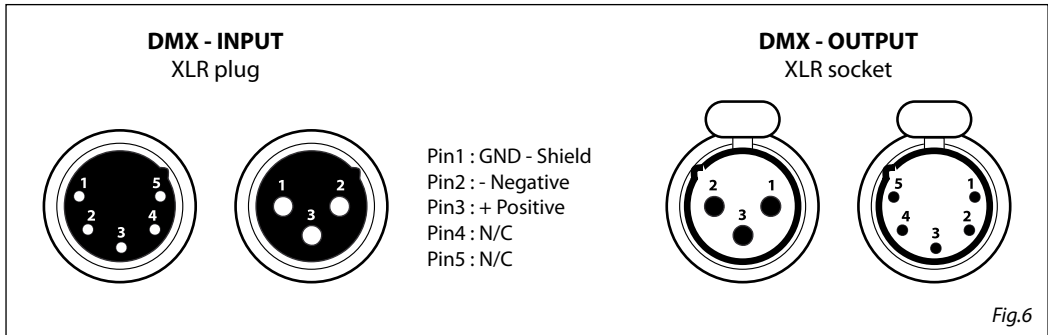 DMX - INPUT
XLR plug
DMX - OUTPUT
XLR socket
1 5
2 4
3
1 2
3
Pin1 : GND - Shield
Pin2 : - Negative
Pin3 : + Positive
Pin4 : N/C
Pin5 : N/C
2 1
3
5 1
4 2
3
Fig.6